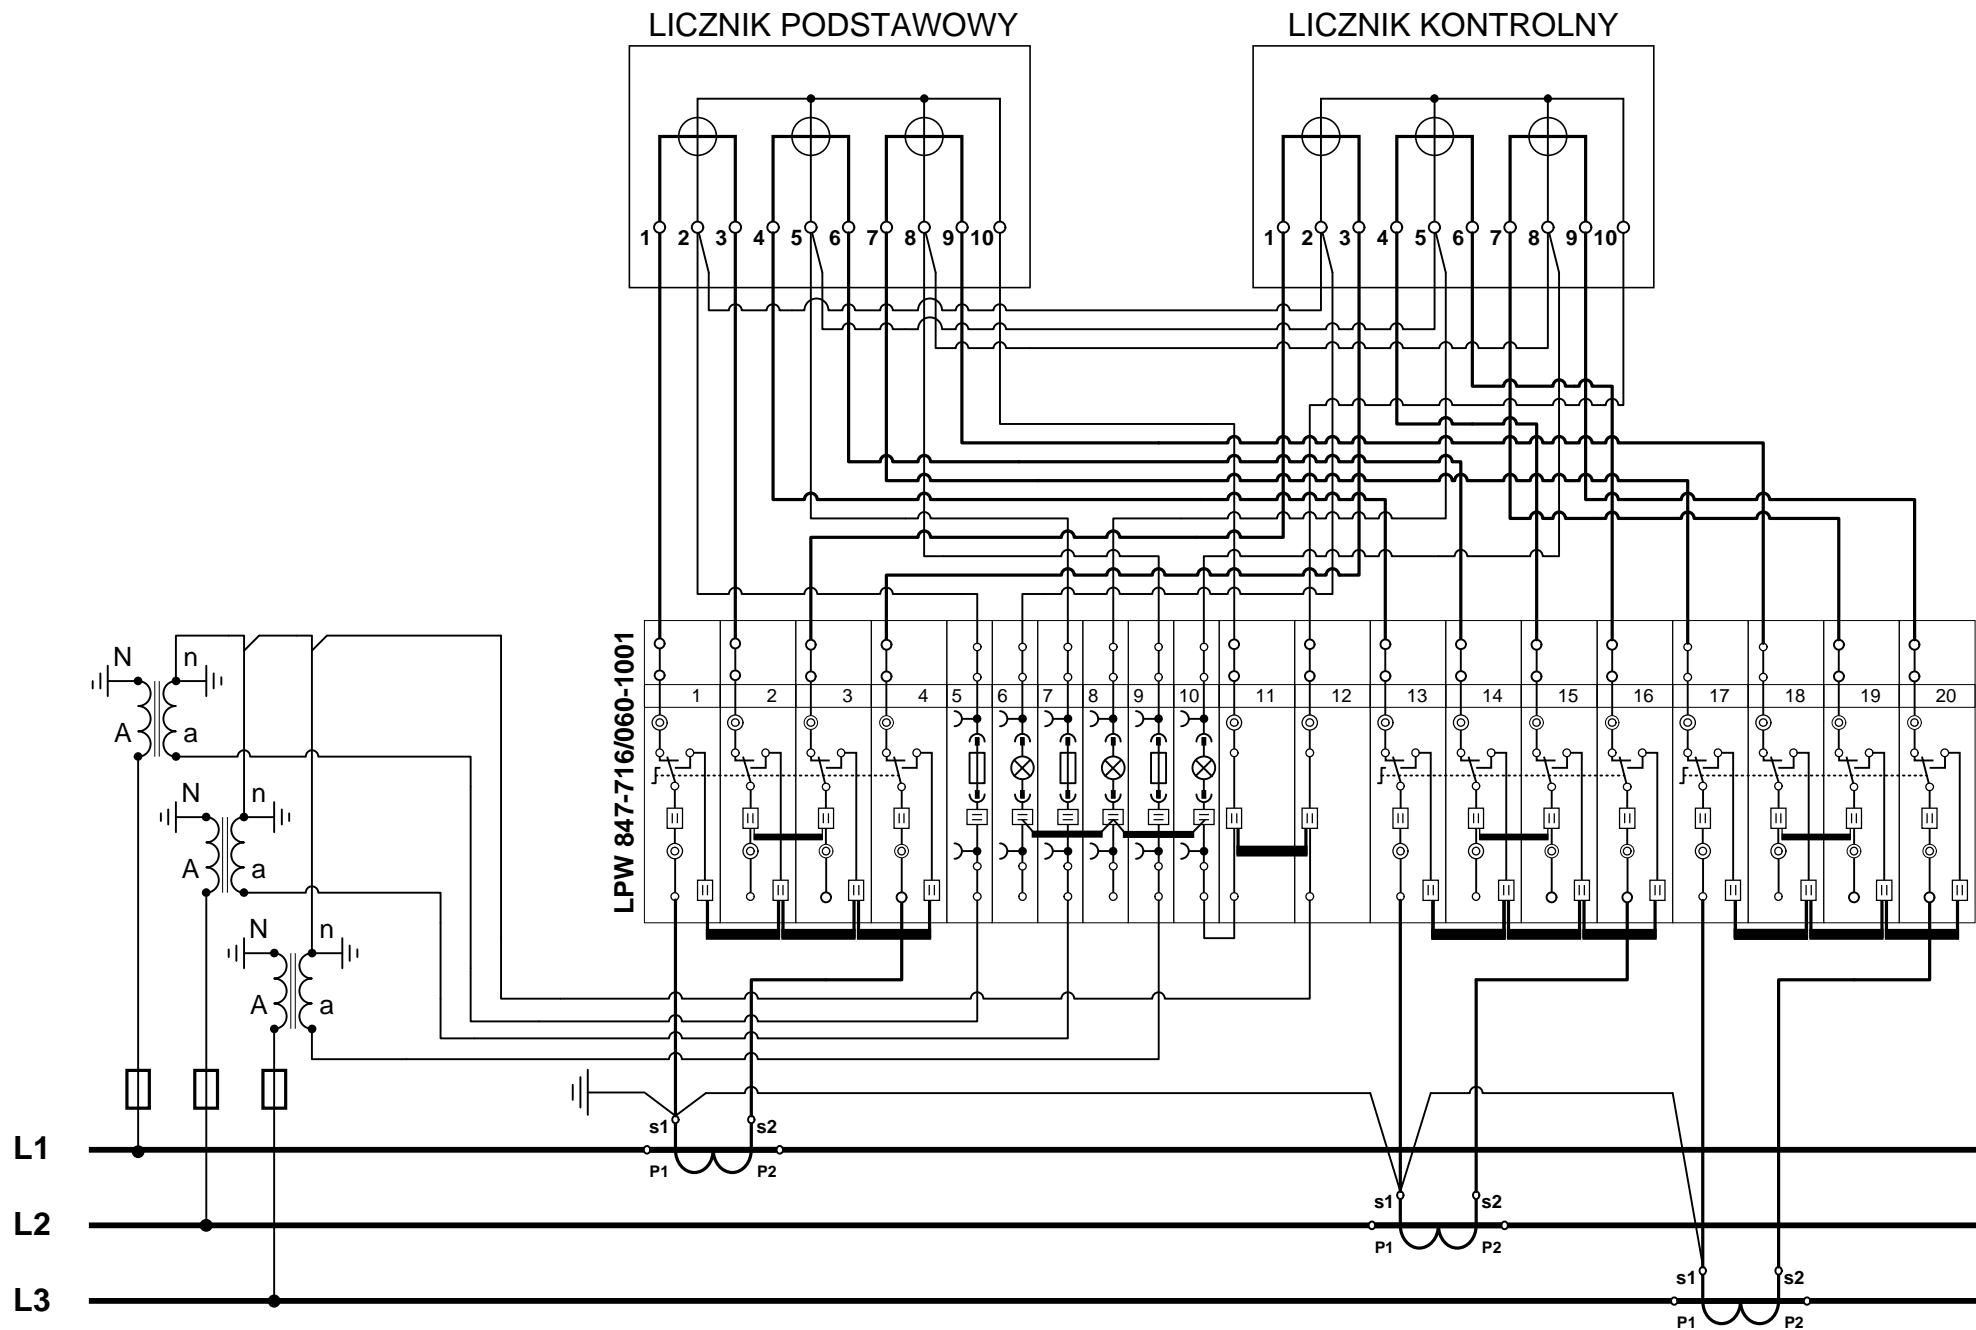 LICZNIK PODSTAWOWY LICZNIK KONTROLNY
1 2 3 4 5 6 7 8 9 10 1 2 3 4 5 6 7 8 9 10
LPW 847-716/060-1001
1 2 3 4 5 6 7 8 9 10 11 12 13 14 15 16 17 18 19 20
N n
A a
N n
A a
N n
A a
s1 s2
L1
P1 P2
s1 s2
L2
P1 P2
s1 s2
L3
P1 P2